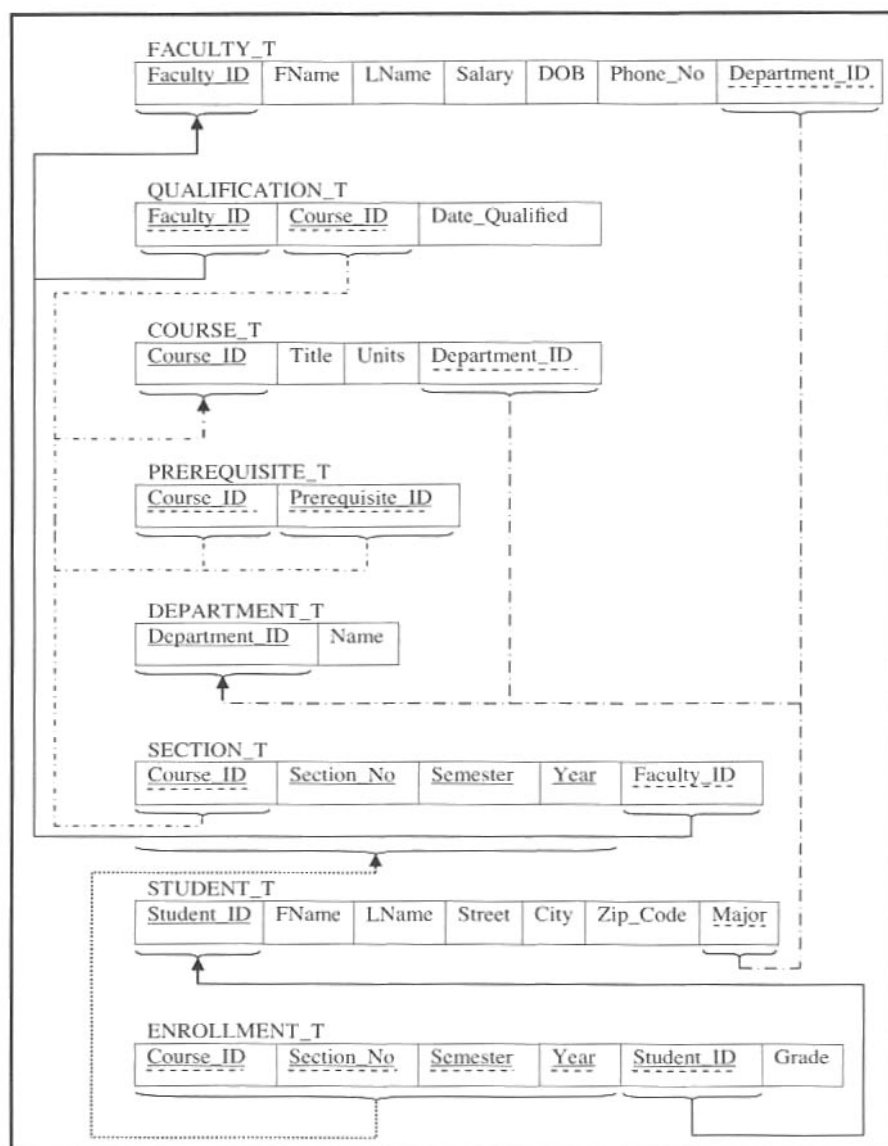 FACULTY_T
Faculty_ID FName LName Salary DOB Phone_No Department_ID
QUALIFICATION_T
Faculty_ID Course_ID Date_Qualified
COURSE_T
Course_ID Title Units Department_ID
PREREQUISITE_T
Course_ID Prerequisite_ID
DEPARTMENT_T
Department_ID Name
SECTION_T
Course_ID Section_No Semester Year Faculty_ID
STUDENT_T
Student_ID FName LName Street City Zip_Code Major
ENROLLMENT_T
Course_ID Section_No Semester Year Student_ID Grade